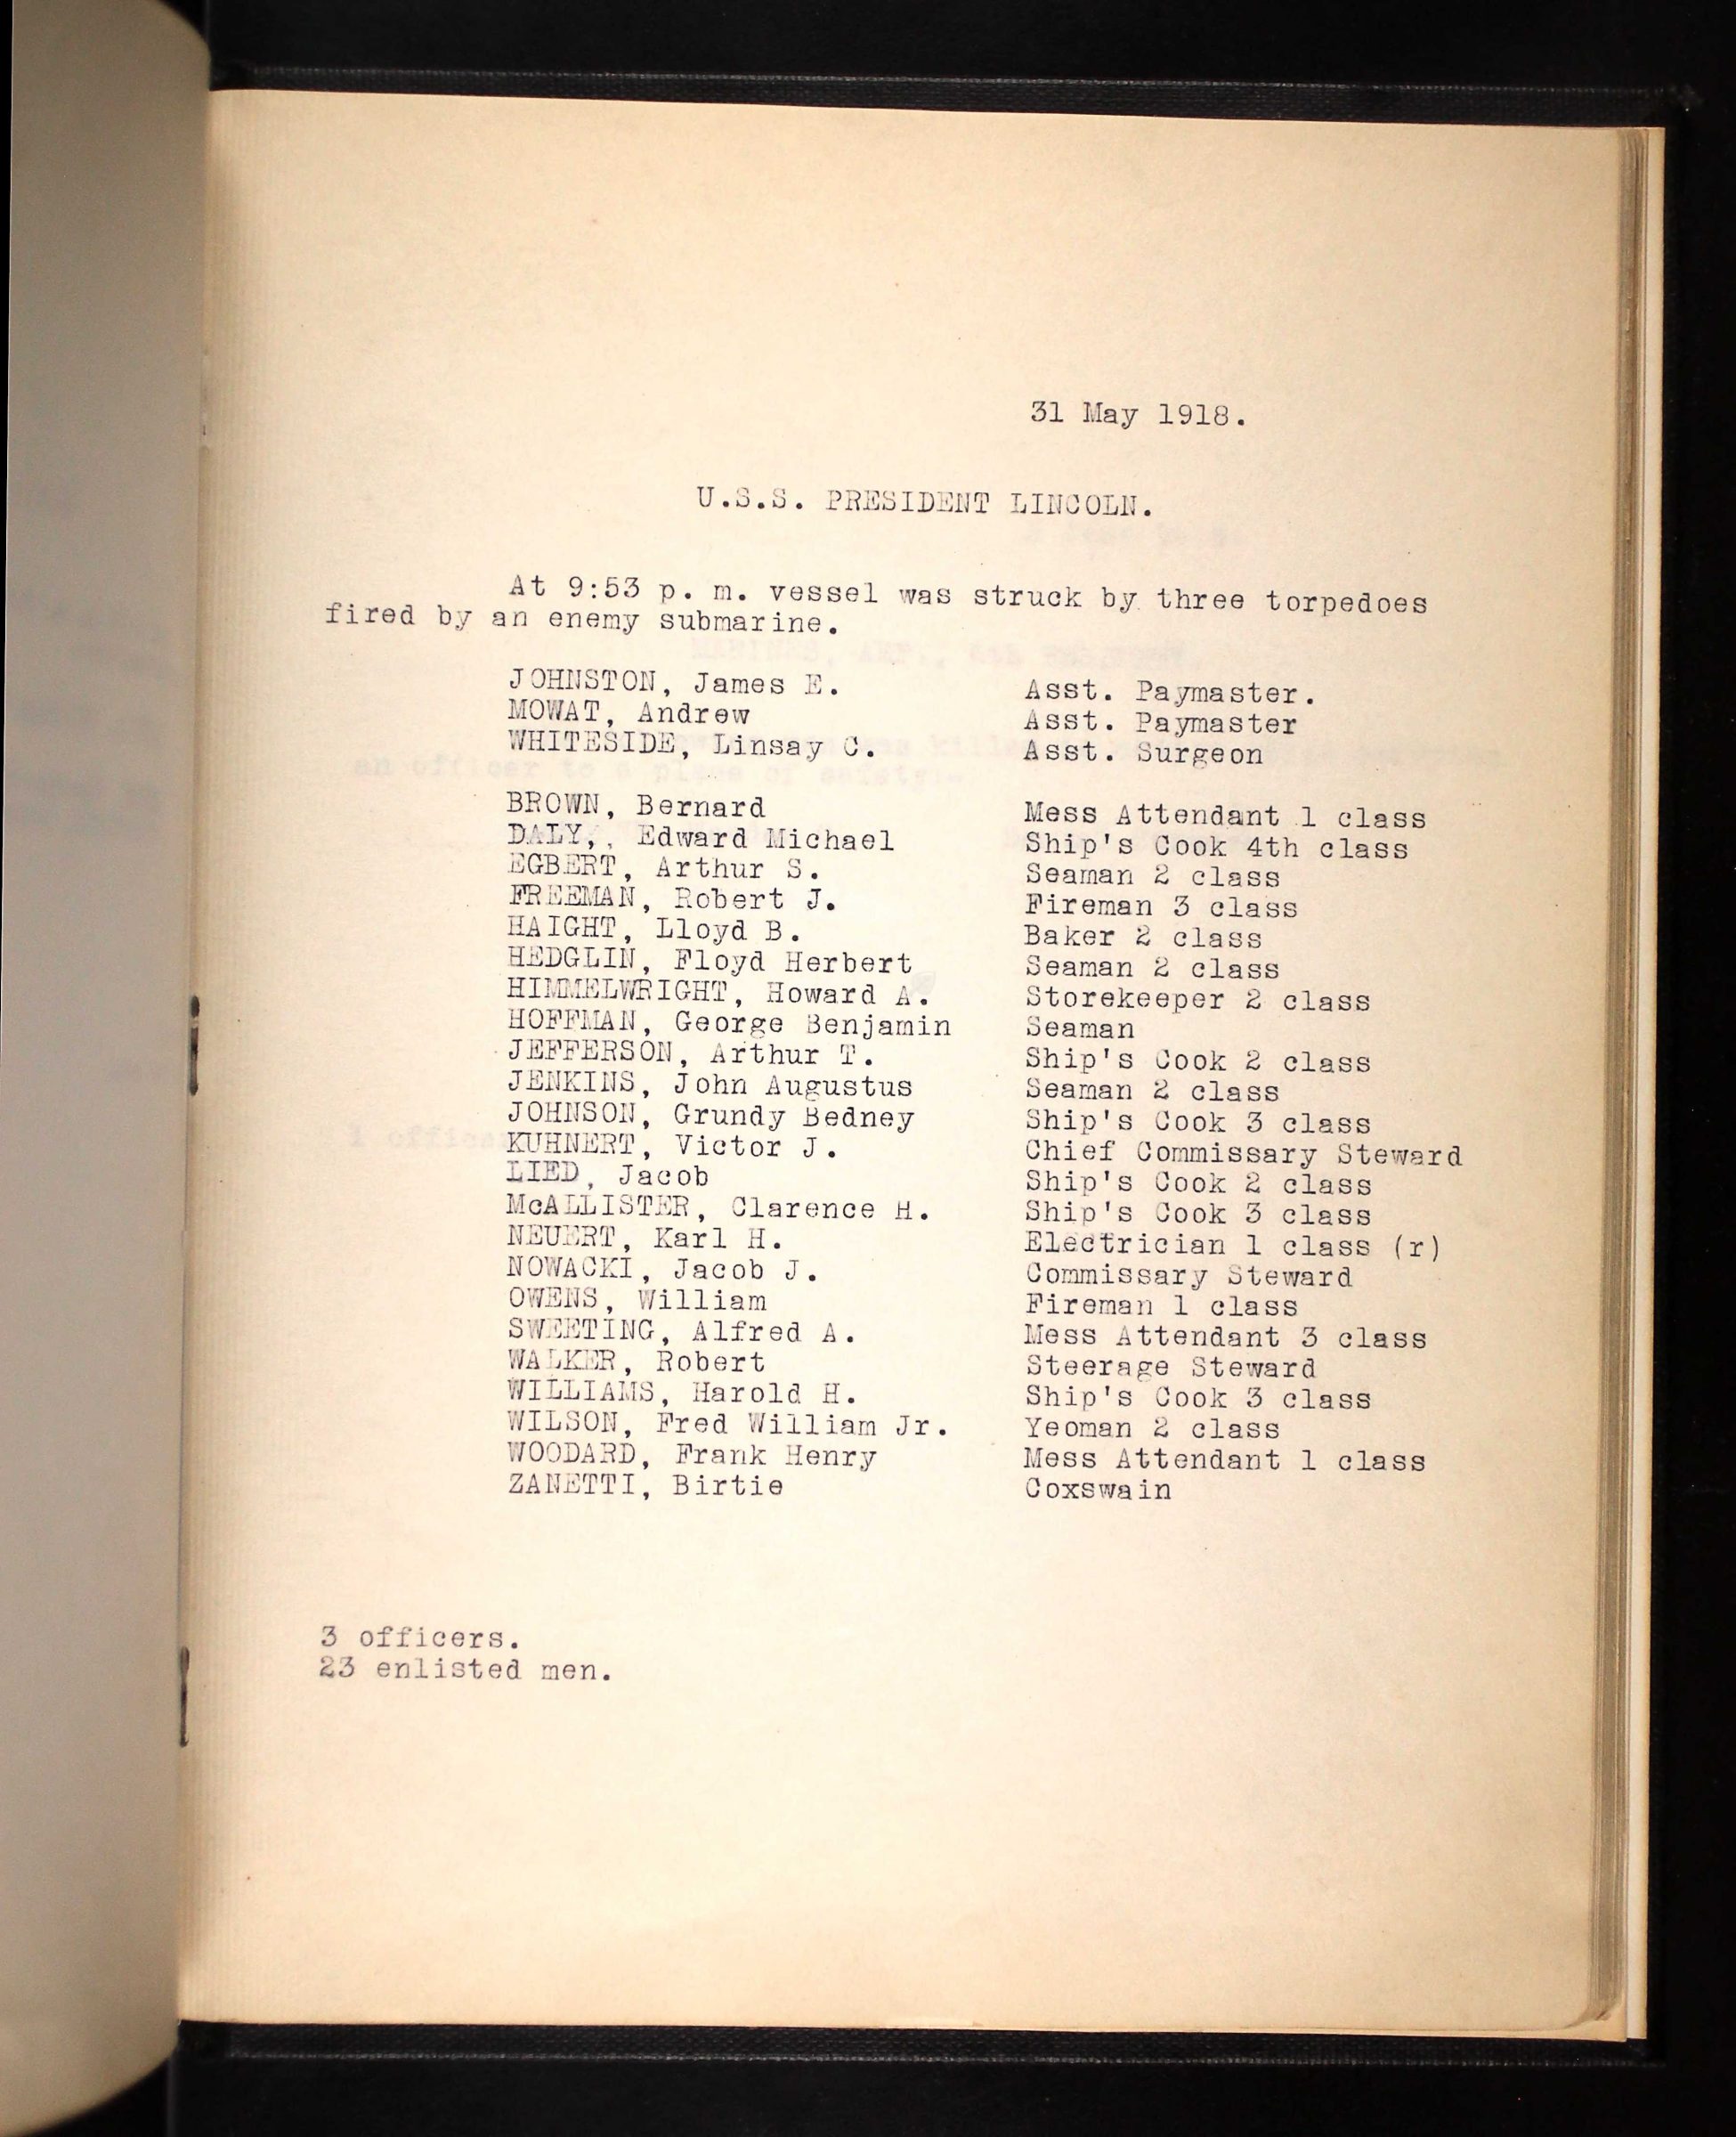 31 May 1918.
U.S.S. PRESIDENT LINCOLN.
At 9:53 p. m. vessel was struck by three torpedoes
fired by an enemy submarine.
JOHNSTON, James E. Asst. Paymaster.
MOWAT, Andrew Asst. Paymaster
WHITESIDE, Linsay C. Asst. Surgeon
BROWN, Bernard Mess Attendant 1 class
DALY,, Edward Michael Ship's Cook 4th class
EGBERT, Arthur S. Seaman 2 class
FREEMAN, Robert J. Fireman 3 class
HAIGHT, Lloyd B. Baker 2 class
HEDGLIN, Floyd Herbert Seaman 2 class
HIMMELWRIGHT, Howard A. Storekeeper 2 class
HOFFMAN, George Benjamin Seaman
JEFFERSON, Arthur T. Ship's Cook 2 class
JENKINS, John Augustus Seaman 2 class
JOHNSON, Grundy Bedney Ship's Cook 3 class
KUHNERT, Victor J. Chief Commissary Steward
LIED, Jacob Ship's Cook 2 class
McALLISTER, Clarence H. Ship's Cook 3 class
NEUERT, Karl H. Electrician 1 class (r)
NOWACKI, Jacob J. Commissary Steward
OWENS, William Fireman 1 class
SWEETING, Alfred A. Mess Attendant 3 class
WALKER, Robert Steerage Steward
WILLIAMS, Harold H. Ship's Cook 3 class
WILSON, Fred William Jr. Yeoman 2 class
WOODARD, Frank Henry Mess Attendant 1 class
ZANETTI, Birtie Coxswain
3 officers.
23 enlisted men.